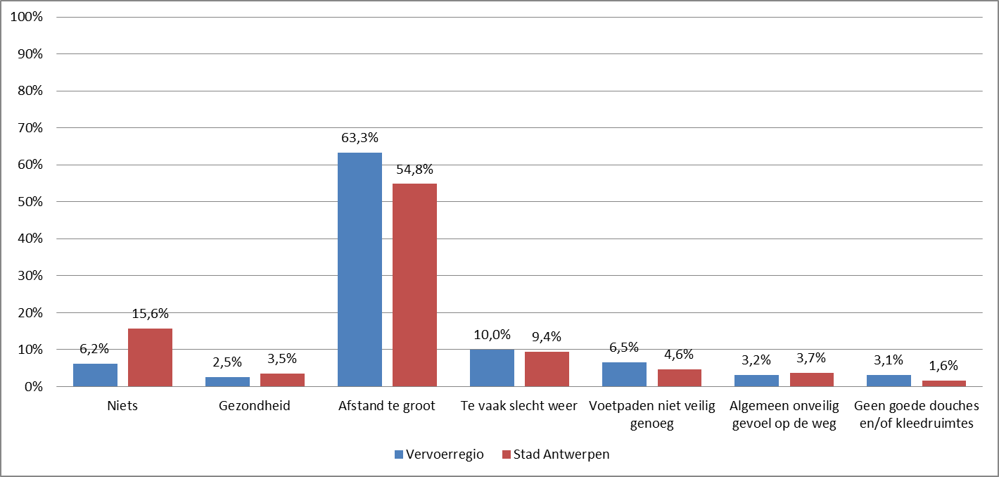 100%
90%
80%
70%
60%
50%
40%
30%
20%
10%
0%
6,2%
15,6%
2,5%
3,5%
63,3%
54,8%
10,0%
9,4%
6,5%
4,6%
3,2%
3,7%
3,1%
1,6%
Niets
Gezondheid
Afstand te groot
Te vaak slecht weer
Voetpaden niet veilig
genoeg
Algemeen onveilig
gevoel op de weg
Geen goede douches
en/of kleedruimtes
Vervoerregio
Stad Antwerpen